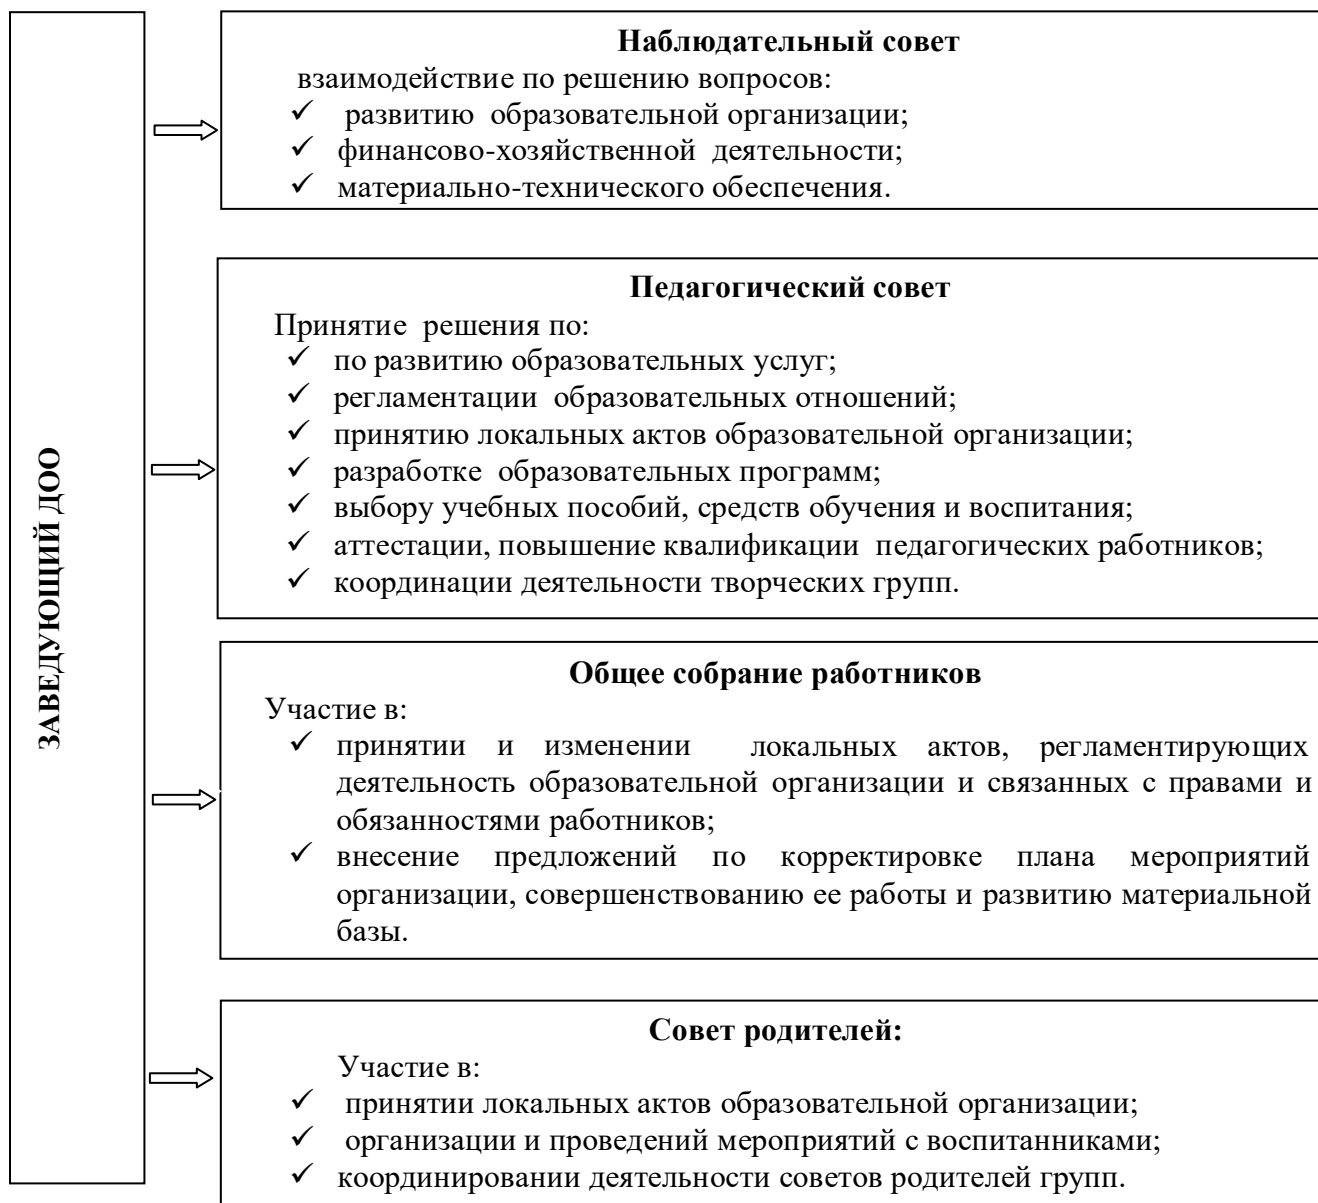 ЗАВЕДУЮЩИЙ ДОО
Наблюдательный совет
взаимодействие по решению вопросов:
✓ развитию образовательной организации;
✓ финансово-хозяйственной деятельности;
✓ материально-технического обеспечения.
Педагогический совет
Принятие решения по:
✓ по развитию образовательных услуг;
✓ регламентации образовательных отношений;
✓ принятию локальных актов образовательной организации;
✓ разработке образовательных программ;
✓ выбору учебных пособий, средств обучения и воспитания;
✓ аттестации, повышение квалификации педагогических работников;
✓ координации деятельности творческих групп.
Общее собрание работников
Участие в:
✓ принятии и изменении локальных актов, регламентирующих
деятельность образовательной организации и связанных с правами и
обязанностями работников;
✓ внесение предложений по корректировке плана мероприятий
организации, совершенствованию ее работы и развитию материальной
базы.
Совет родителей:
Участие в:
✓ принятии локальных актов образовательной организации;
✓ организации и проведений мероприятий с воспитанниками;
✓ координировании деятельности советов родителей групп.